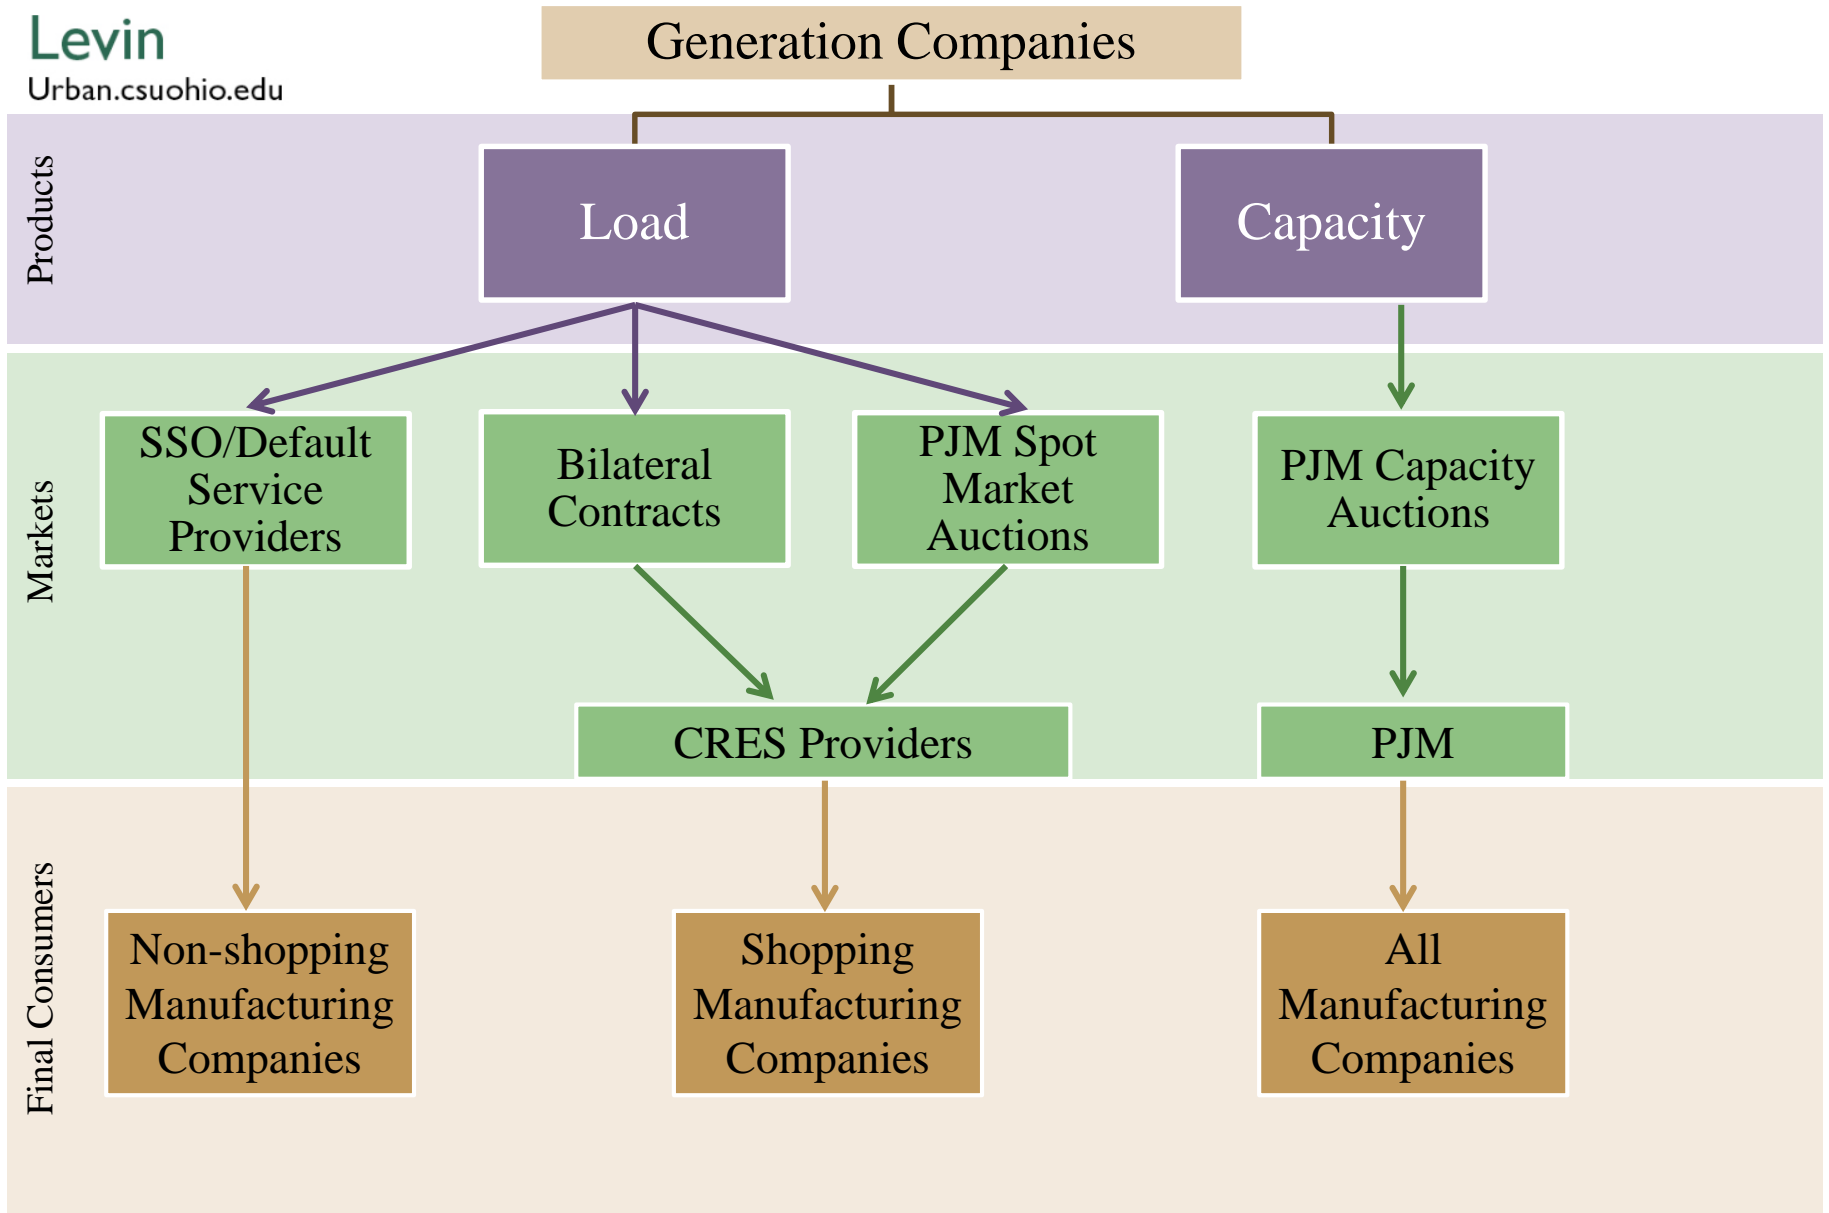 Levin
Urban.csuohio.edu
Generation Companies
Products
Load
Capacity
Markets
SSO/Default
Service
Providers
Bilateral
Contracts
PJM Spot
Market
Auctions
PJM Capacity
Auctions
CRES Providers
PJM
Final Consumers
Non-shopping
Manufacturing
Companies
Shopping
Manufacturing
Companies
All
Manufacturing
Companies